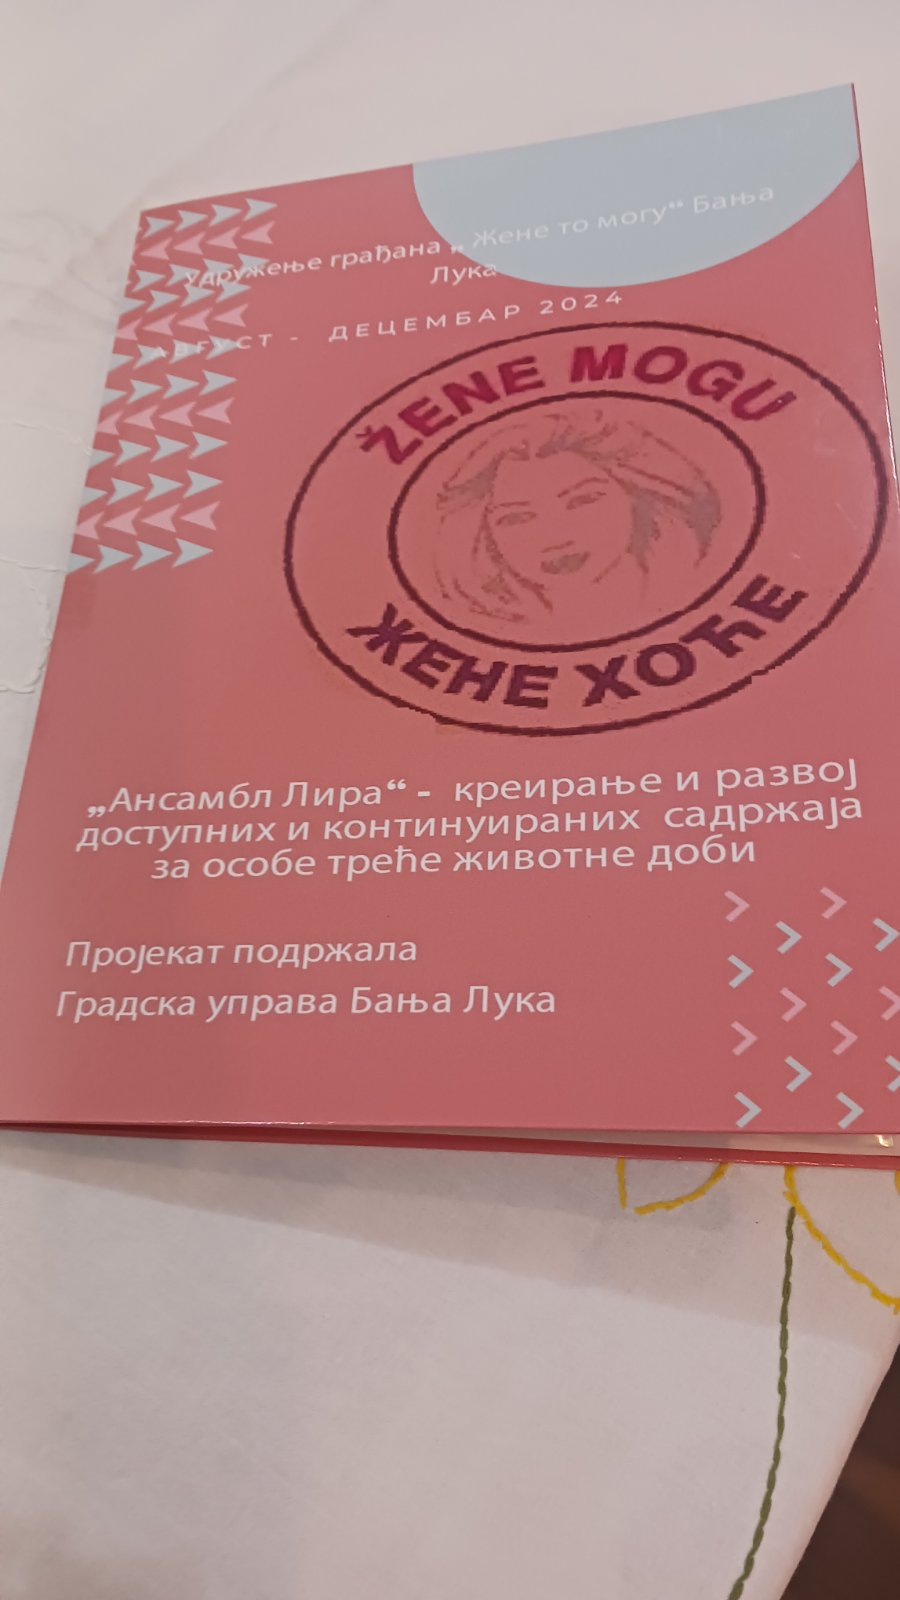 Удружење грађана „ Жене то могу“ Бања
Лука
АВГУСТ - ДЕЦЕМБАР 2024
ŽENE MOGU
ЖЕНЕ ХОЋЕ
„Ансамбл Лира“ - креирање и развој
доступних и континуираних садржаја
за особе треће животне доби
Пројекат подржала
Градска управа Бања Лука